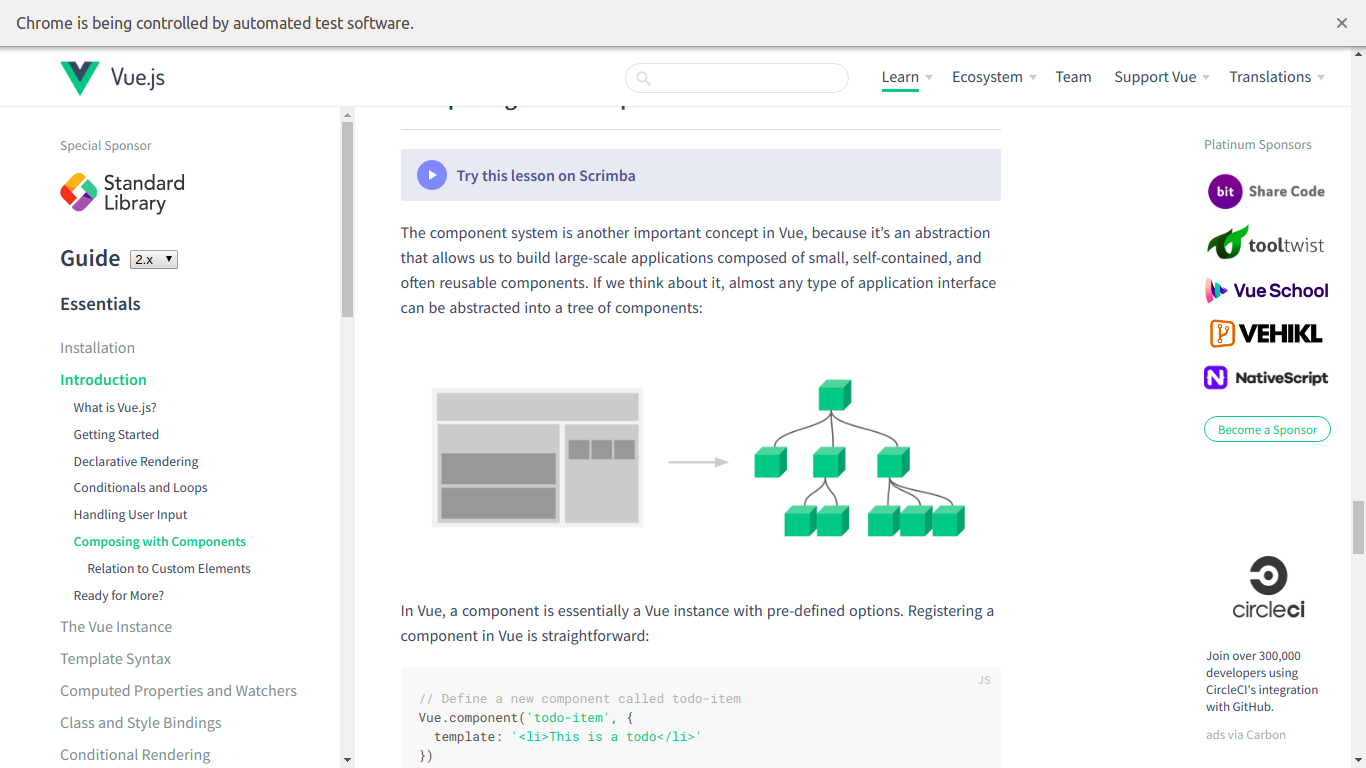 Chrome is being controlled by automated test software.
Vue.js
Learn
Ecosystem
Team
Support Vue
Translations
Special Sponsor
Standard
Library
Guide 2.x
Essentials
Installation
Introduction
What is Vue.js?
Getting Started
Declarative Rendering
Conditionals and Loops
Handling User Input
Composing with Components
Relation to Custom Elements
Ready for More?
The Vue Instance
Template Syntax
Computed Properties and Watchers
Class and Style Bindings
Conditional Rendering
Try this lesson on Scrimba
The component system is another important concept in Vue, because it’s an abstraction
that allows us to build large-scale applications composed of small, self-contained, and
often reusable components. If we think about it, almost any type of application interface
can be abstracted into a tree of components:
In Vue, a component is essentially a Vue instance with pre-defined options. Registering a
component in Vue is straightforward:
JS
// Define a new component called todo-item
Vue.component('todo-item', {
template: '<li>This is a todo</li>'
})
Platinum Sponsors
bit Share Code
tooltwist
Vue School
VEHIKL
NativeScript
Become a Sponsor
circleci
Join over 300,000
developers using
CircleCI's integration
with GitHub.
ads via Carbon